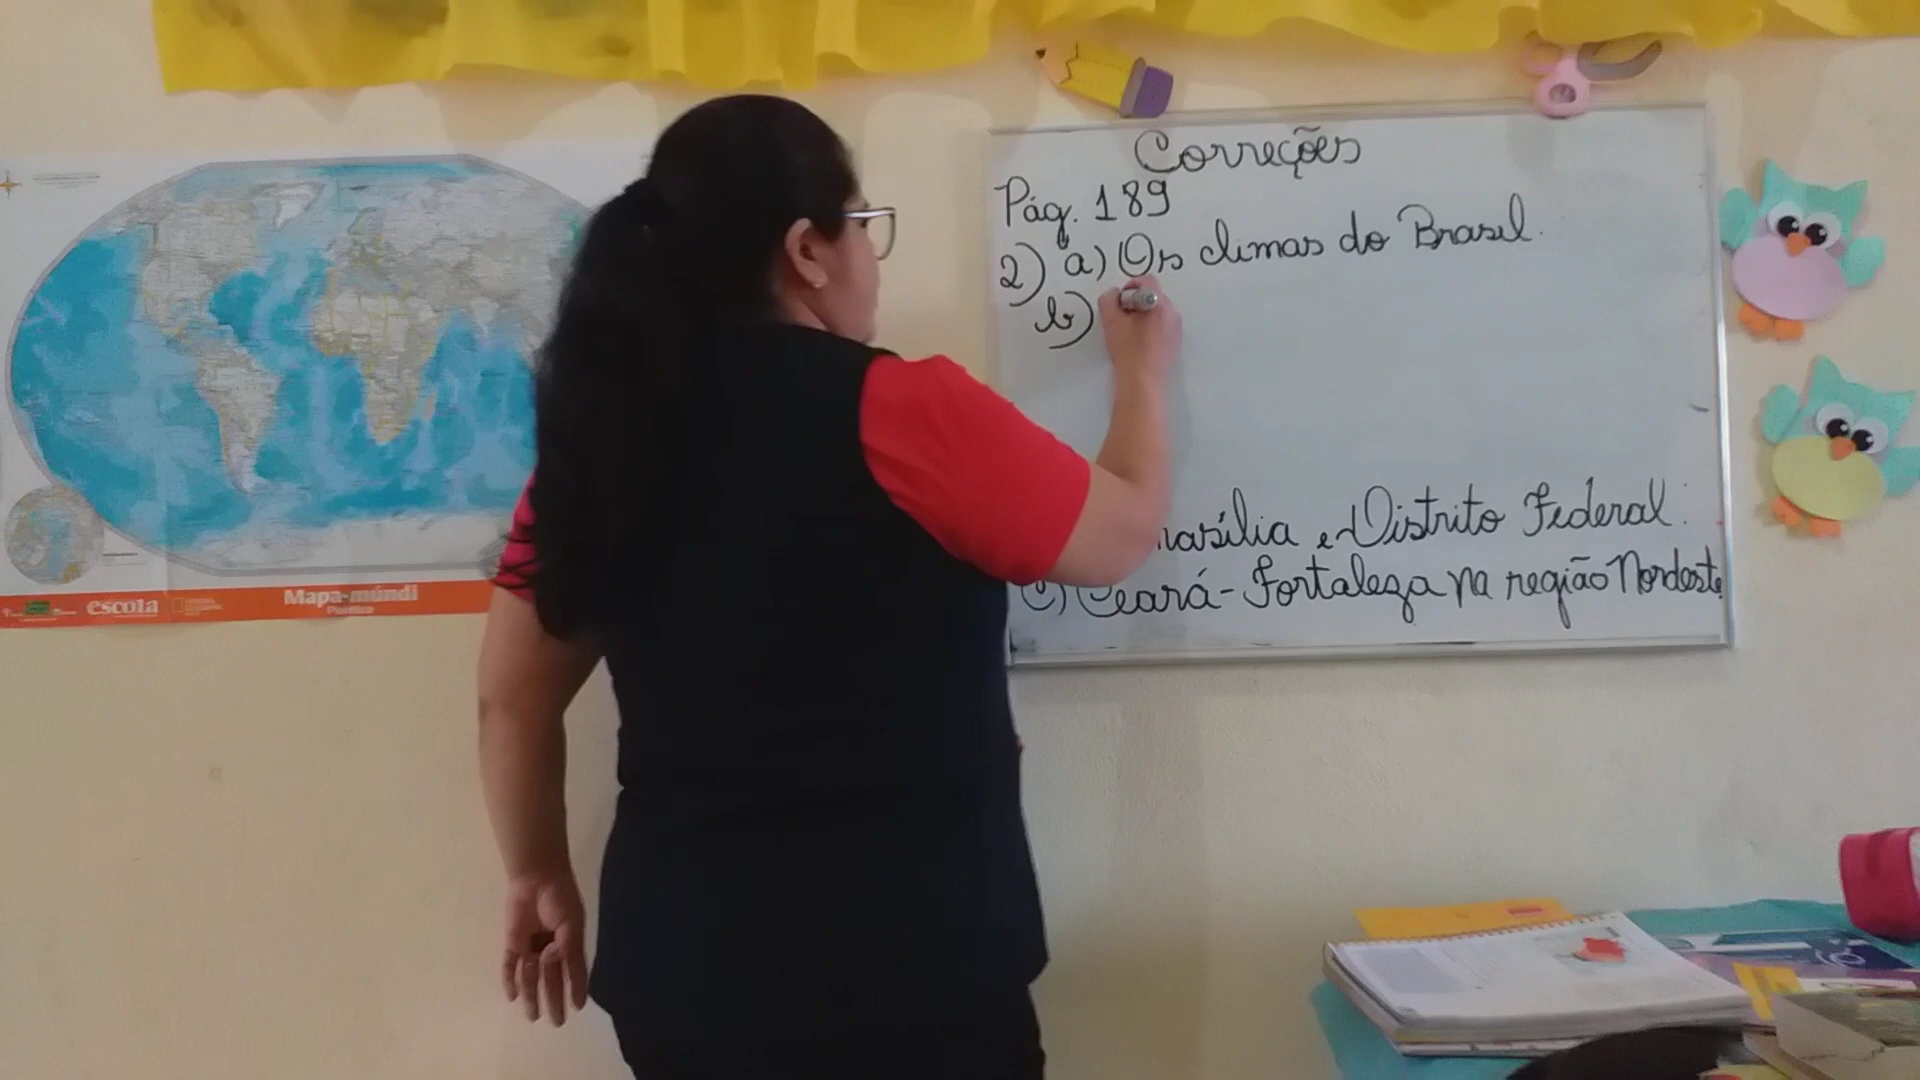 Correções
Pág. 189
2) a) Os climas do Brasil.
b)
rasília e Distrito Federal.
c) Ceará - Fortaleza na região Nordeste.
escola
Mapa-múndi
Político